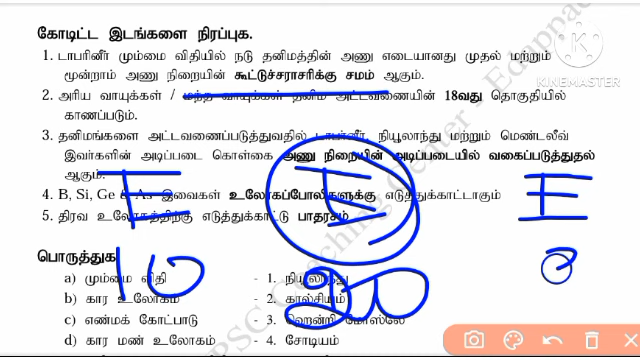 கோடிட்ட இடங்களை நிரப்புக.
1. டாபரினீர் மும்மை விதியில் நடு தனிமத்தின் அணு எடையானது முதல் மற்றும்
மூன்றாம் அணு நிறையின் கூட்டுச்சராசரிக்கு சமம் ஆகும்.
2. அரிய வாயுக்கள் / மந்த வாயுக்கள் தனிம அட்டவணையின் 18வது தொகுதியில்
காணப்படும்.
3. தனிமங்களை அட்டவணைப்படுத்துவதில் டாபர்னீர், நியூலாந்து மற்றும் மெண்டலீவ்
இவர்களின் அடிப்படை கொள்கை அணு நிறையின் அடிப்படையில் வகைப்படுத்துதல்
ஆகும்.
4. B, Si, Ge & As இவைகள் உலோகப்போலிகளுக்கு எடுத்துக்காட்டாகும்
5. திரவ உலோகத்திற்கு எடுத்துக்காட்டு பாதரசம்
பொருத்துக
a) மும்மை விதி - 1. நியூலாந்து
b) கார உலோகம் - 2. கால்சியம்
c) எண்மக் கோட்பாடு - 3. ஹென்றி மோஸ்லே
d) கார மண் உலோகம் - 4. சோடியம்
KINEMASTER